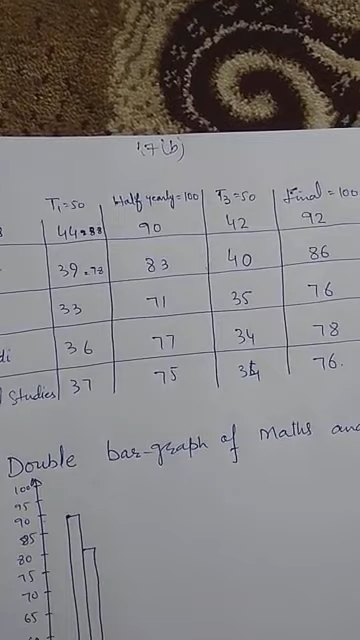 17(b)
T1=50 Half yearly=100 T3=50 final=100
44.88 90 42 92
39.78 83 40 86
33 71 35 76
di 36 77 34 78
Studies 37 75 34 76.
Double bar-graph of Maths and
100
95
90
85
80
75
70
65